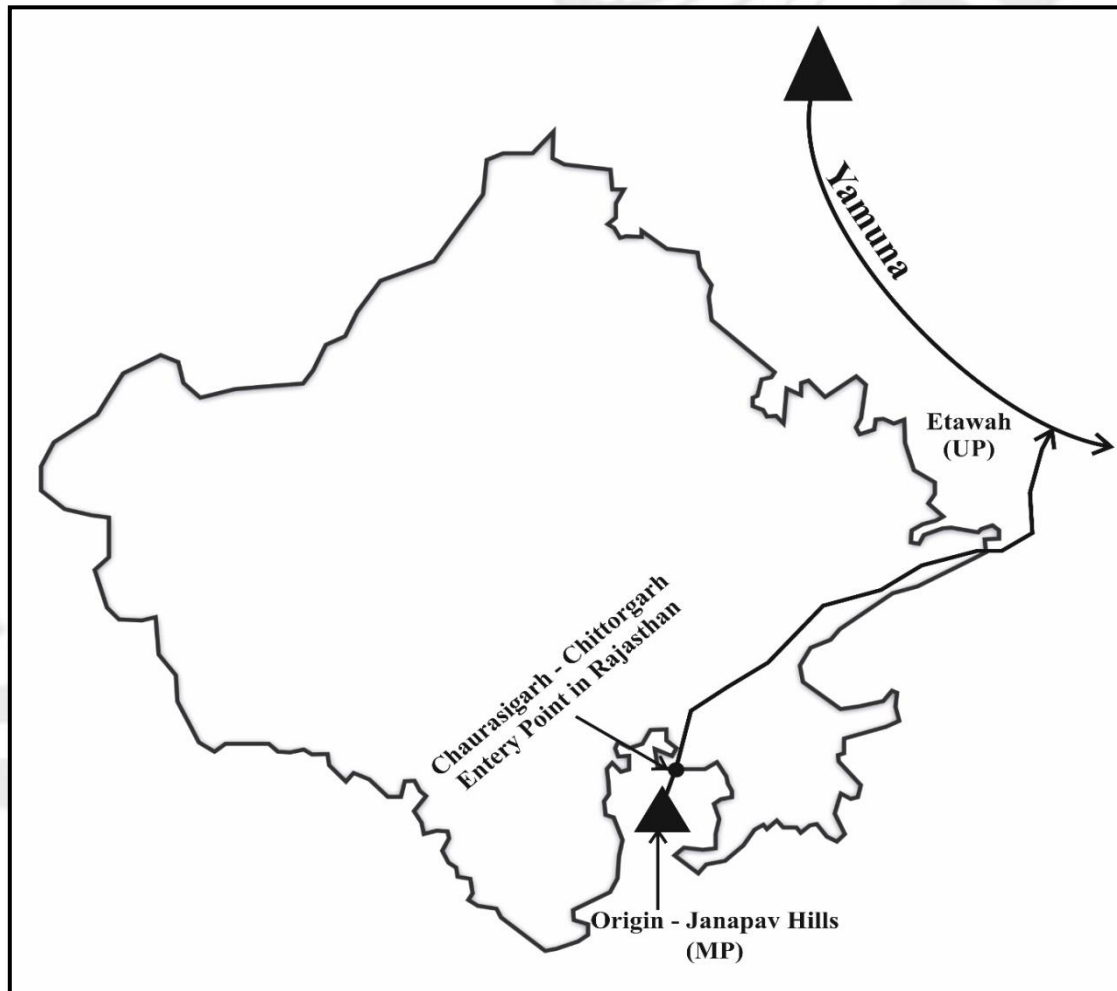 Yamuna
Etawah
(UP)
Chaurasigarh - Chittorgarh
Entery Point in Rajasthan
Origin - Janapav Hills
(MP)